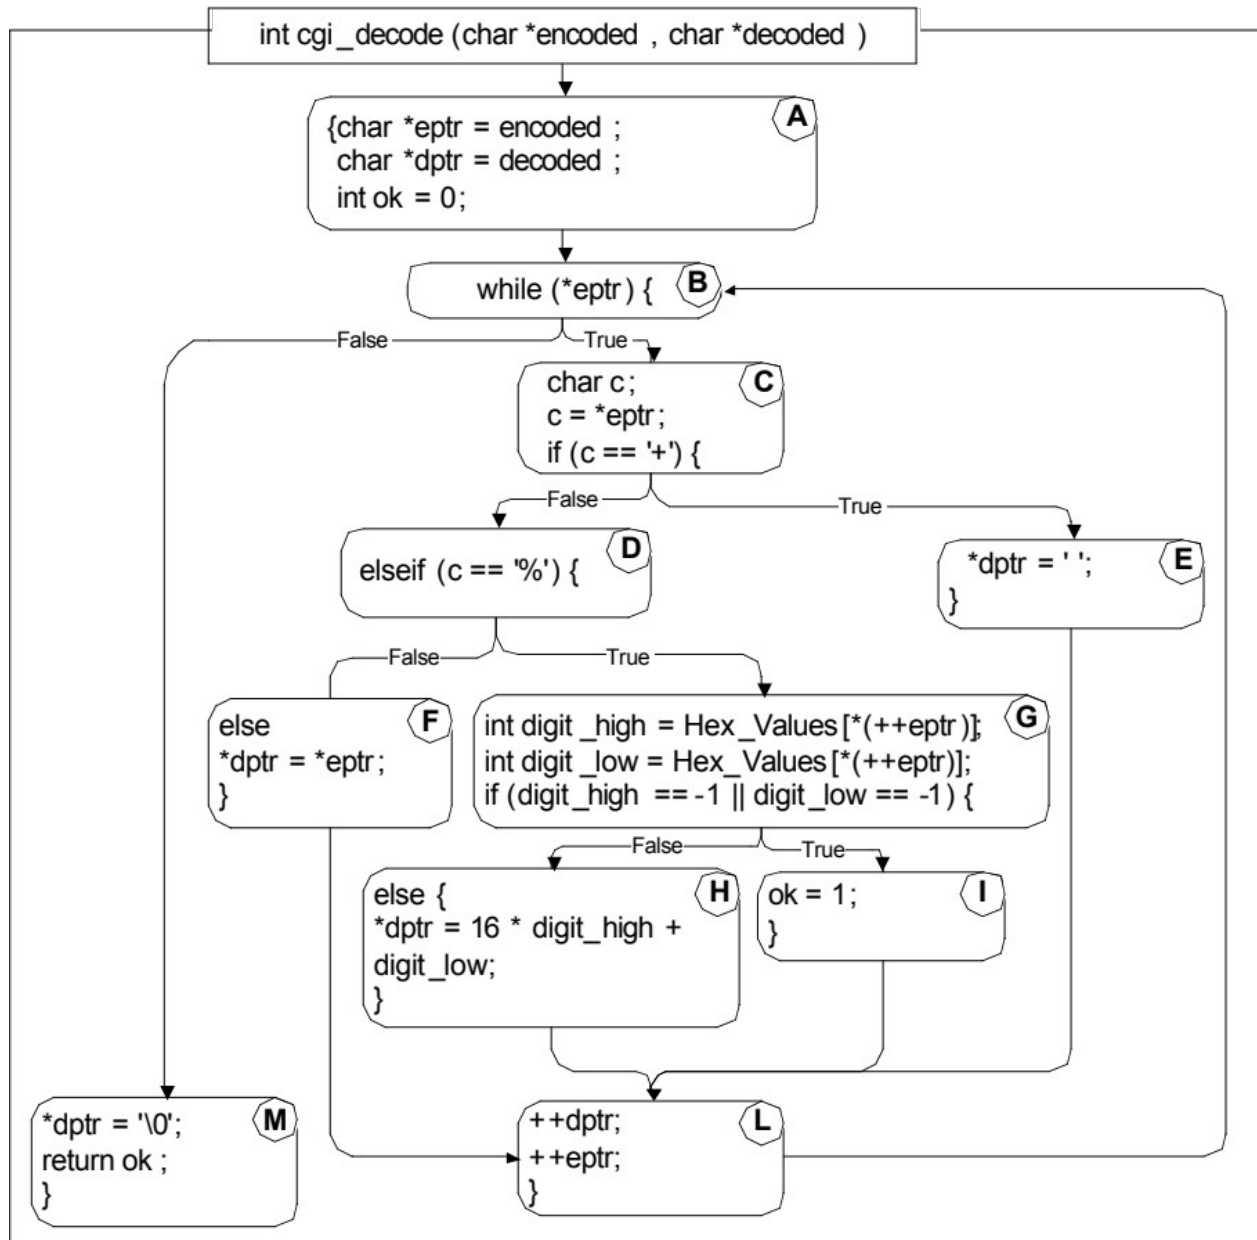 int cgi_decode (char *encoded , char *decoded )
A
{char *eptr = encoded ;
char *dptr = decoded ;
int ok = 0;
while (*eptr) {
B
False
True
char c;
C
c = *eptr;
if (c == '+') {
False
True
elseif (c == '%') {
D
*dptr = ' ';
E
}
False
True
else
F
*dptr = *eptr;
}
int digit_high = Hex_Values[*(++eptr)];
G
int digit_low = Hex_Values[*(++eptr)];
if (digit_high == -1 || digit_low == -1) {
False
True
else {
H
*dptr = 16 * digit_high +
digit_low;
}
ok = 1;
I
}
*dptr = '\0';
M
return ok ;
}
++dptr;
L
++eptr;
}